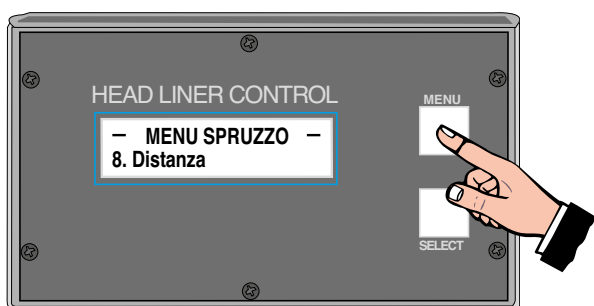 HEAD LINER CONTROL
– MENU SPRUZZO –
8. Distanza
MENU
SELECT